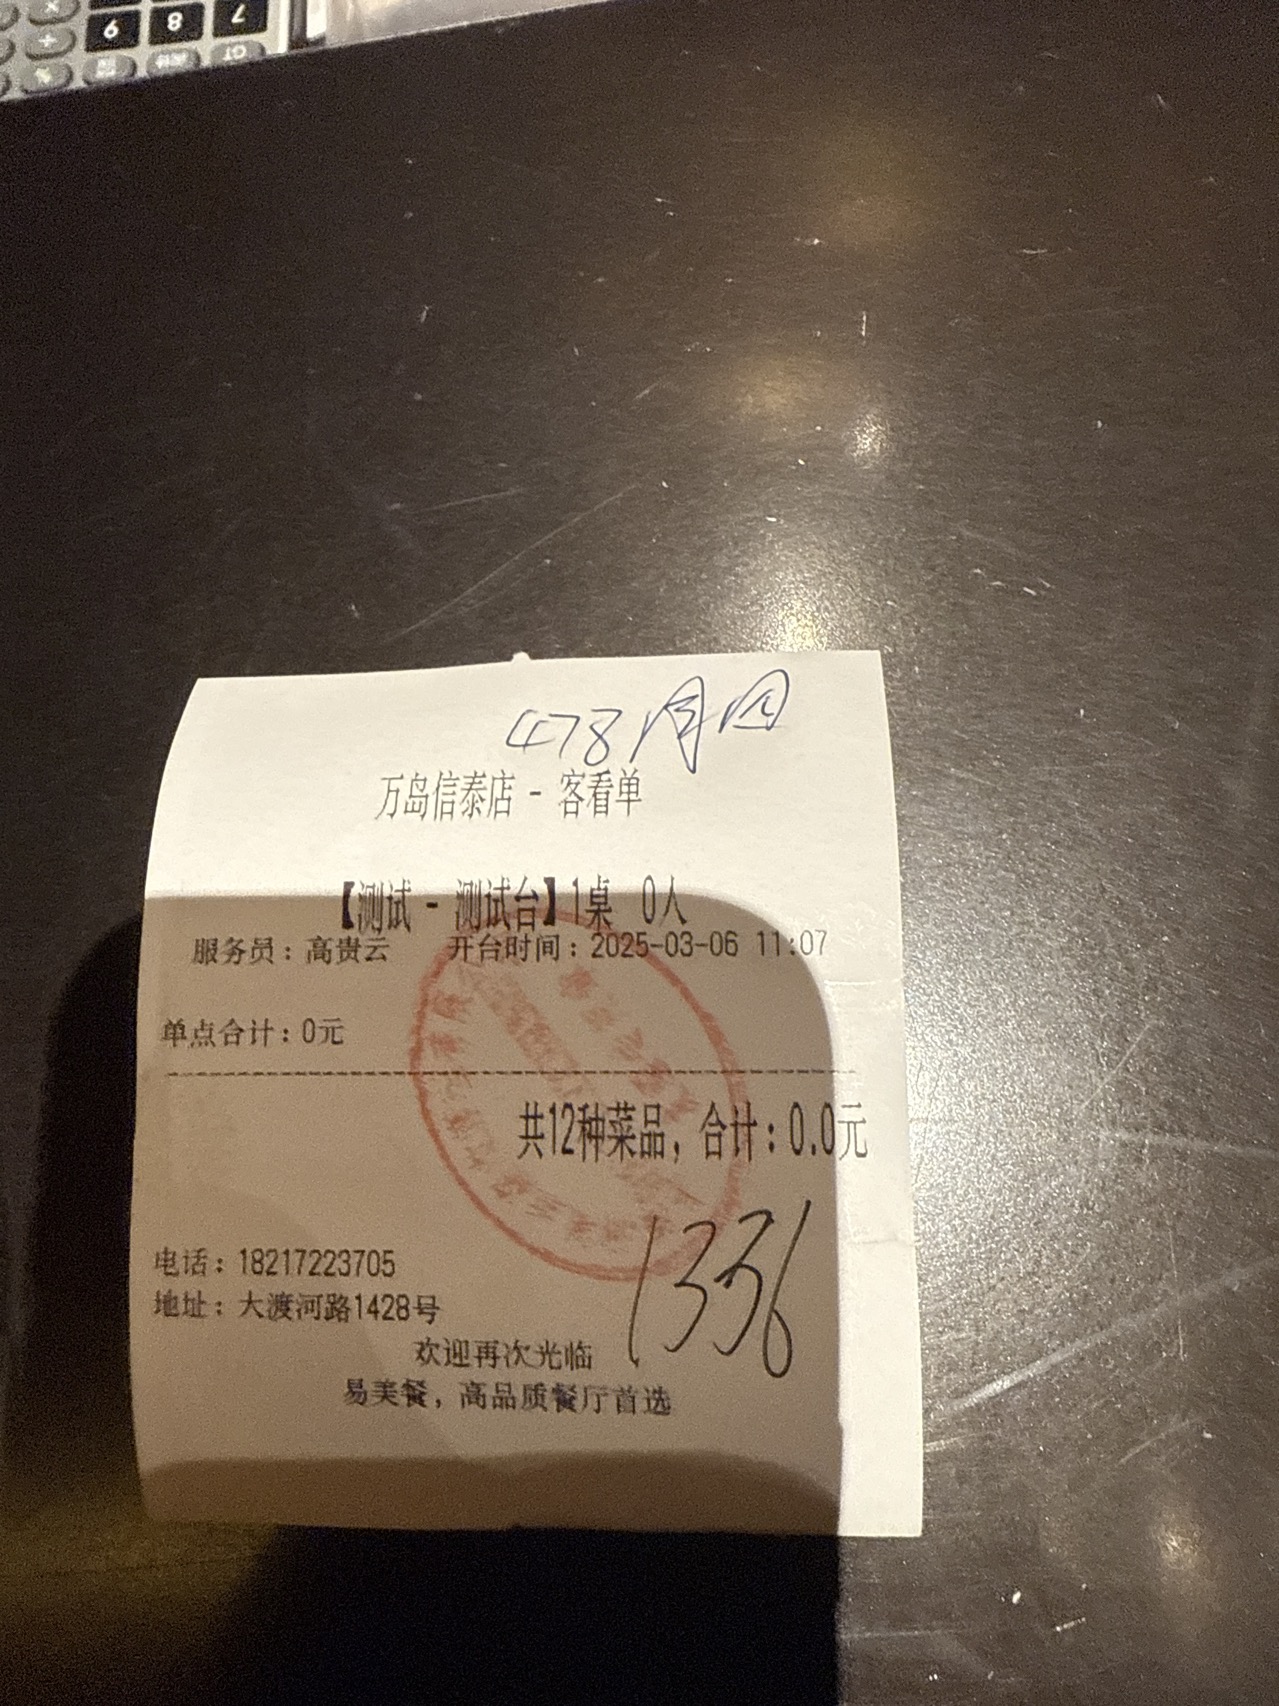 7
8
9
GT
478
万岛信泰店 - 客看单
【测试 - 测试台】1桌 0人
服务员：高贵云 开台时间：2025-03-06 11:07
单点合计：0元
共12种菜品，合计：0.0元
1336
电话：18217223705
地址：大渡河路1428号
欢迎再次光临
易美餐，高品质餐厅首选